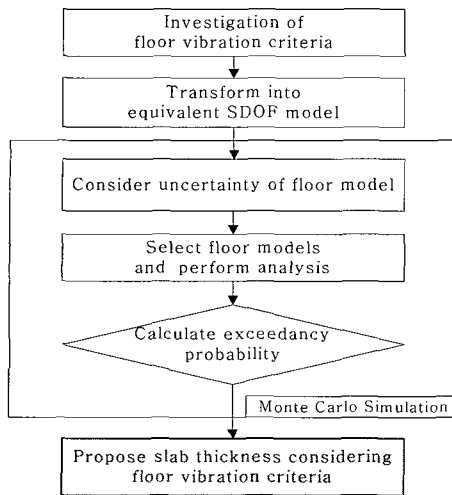 Investigation of
floor vibration criteria
Transform into
equivalent SDOF model
Consider uncertainty of floor model
Select floor models
and perform analysis
Calculate exceedancy
probability
Monte Carlo Simulation
Propose slab thickness considering
floor vibration criteria